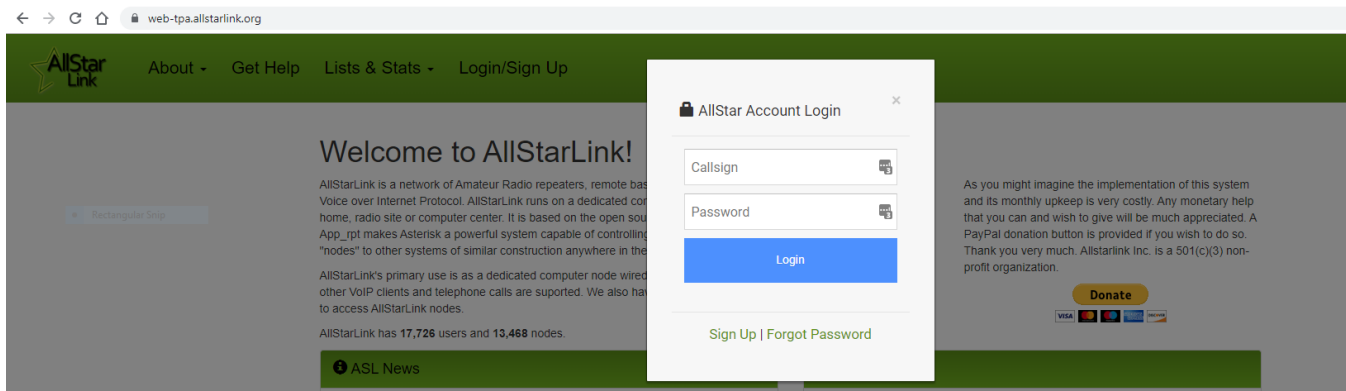 web-tpa.allstarlink.org
AllStar
Link
About
Get Help
Lists & Stats
Login/Sign Up
AllStar Account Login
×
Callsign
3
Password
3
Login
Sign Up | Forgot Password
Welcome to AllStarLink!
AllStarLink is a network of Amateur Radio repeaters, remote bas
Voice over Internet Protocol. AllStarLink runs on a dedicated cor
home, radio site or computer center. It is based on the open sou
App_rpt makes Asterisk a powerful system capable of controlling
"nodes" to other systems of similar construction anywhere in the
AllStarLink's primary use is as a dedicated computer node wired
other VoIP clients and telephone calls are suported. We also hav
to access AllStarLink nodes.
AllStarLink has 17,726 users and 13,468 nodes.
ASL News
Rectangular Snip
As you might imagine the implementation of this system
and its monthly upkeep is very costly. Any monetary help
that you can and wish to give will be much appreciated. A
PayPal donation button is provided if you wish to do so.
Thank you very much. Allstarlink Inc. is a 501(c)(3) non-
profit organization.
Donate
VISA